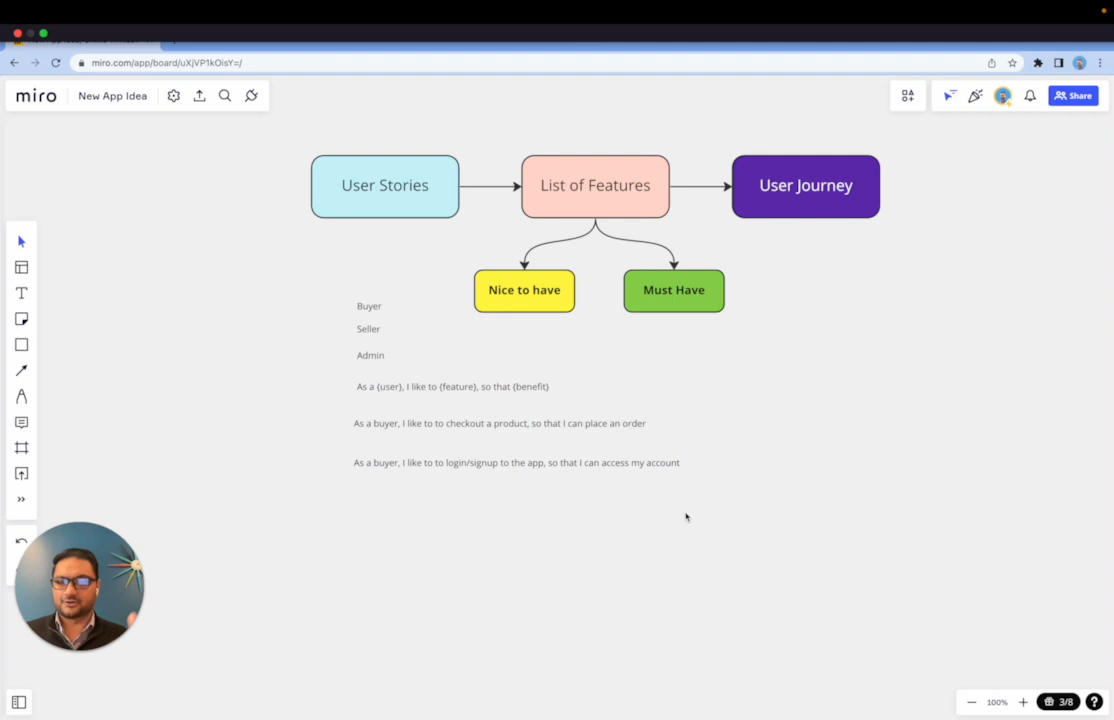 miro.com/app/board/uXjVP1kOisY=/
miro
New App Idea
Share
User Stories
List of Features
User Journey
Nice to have
Must Have
Buyer
Seller
Admin
As a {user}, I like to {feature}, so that {benefit}
As a buyer, I like to to checkout a product, so that I can place an order
As a buyer, I like to to login/signup to the app, so that I can access my account
100%
3/8